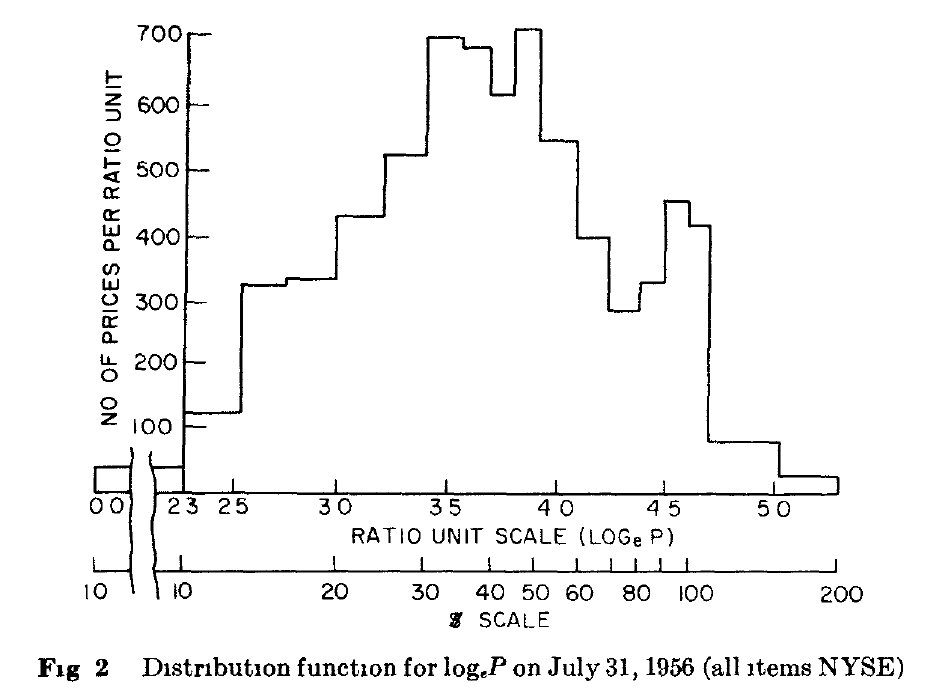 NO OF PRICES PER RATIO UNIT
700
600
500
400
300
200
100
0 0 2 3 2 5 3 0 3 5 4 0 4 5 5 0
RATIO UNIT SCALE (LOGe P)
10 10 20 30 40 50 60 80 100 200
$ SCALE
Fig 2 Distribution function for logeP on July 31, 1956 (all items NYSE)